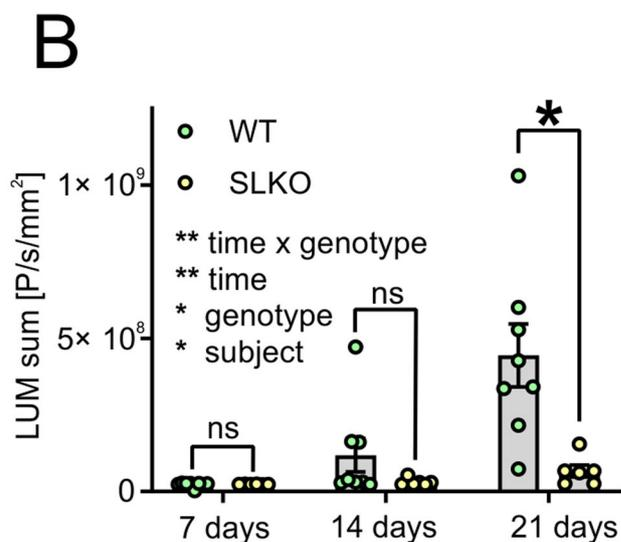 B
LUM sum [P/s/mm²]
1× 10⁹
5× 10⁸
0
WT
SLKO
** time x genotype
** time
* genotype
* subject
ns
ns
*
7 days
14 days
21 days